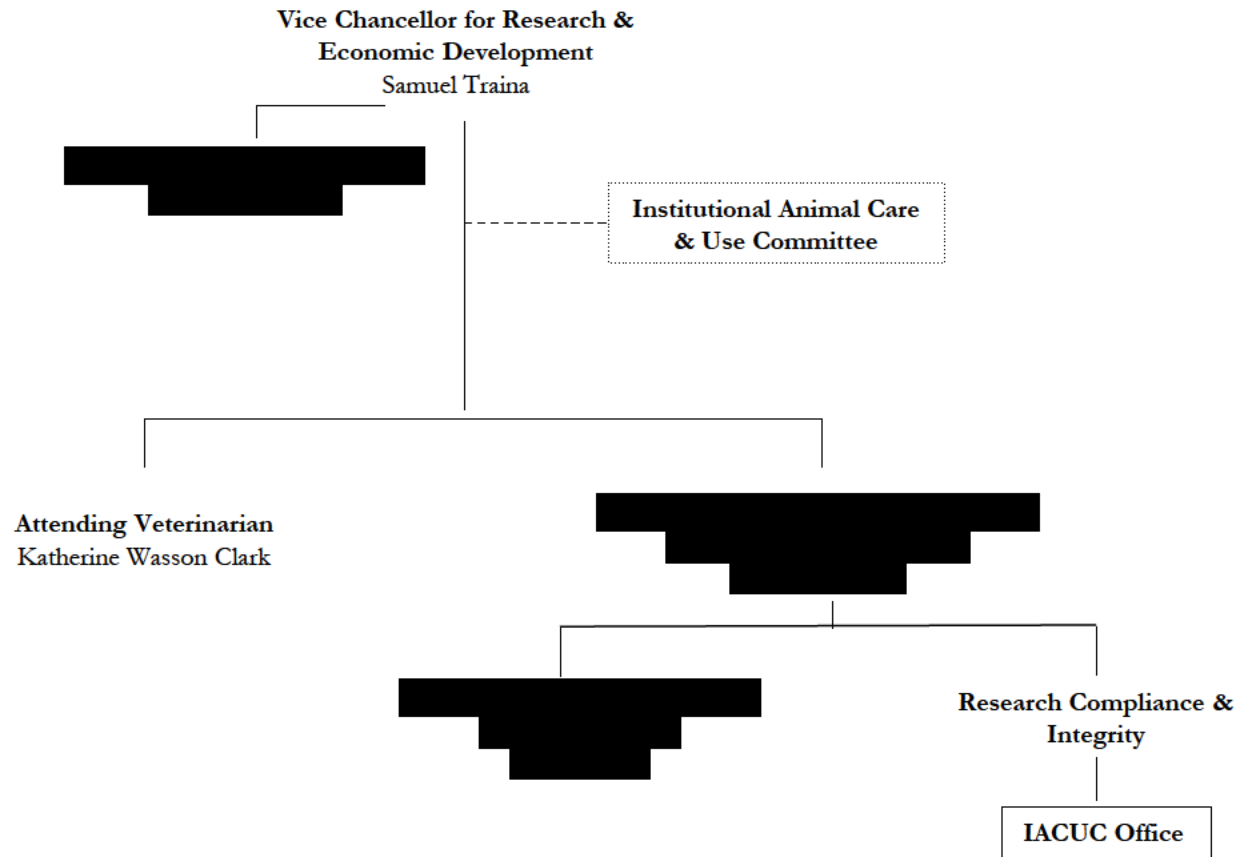 Vice Chancellor for Research &
Economic Development
Samuel Traina
Institutional Animal Care
& Use Committee
Attending Veterinarian
Katherine Wasson Clark
Research Compliance &
Integrity
IACUC Office